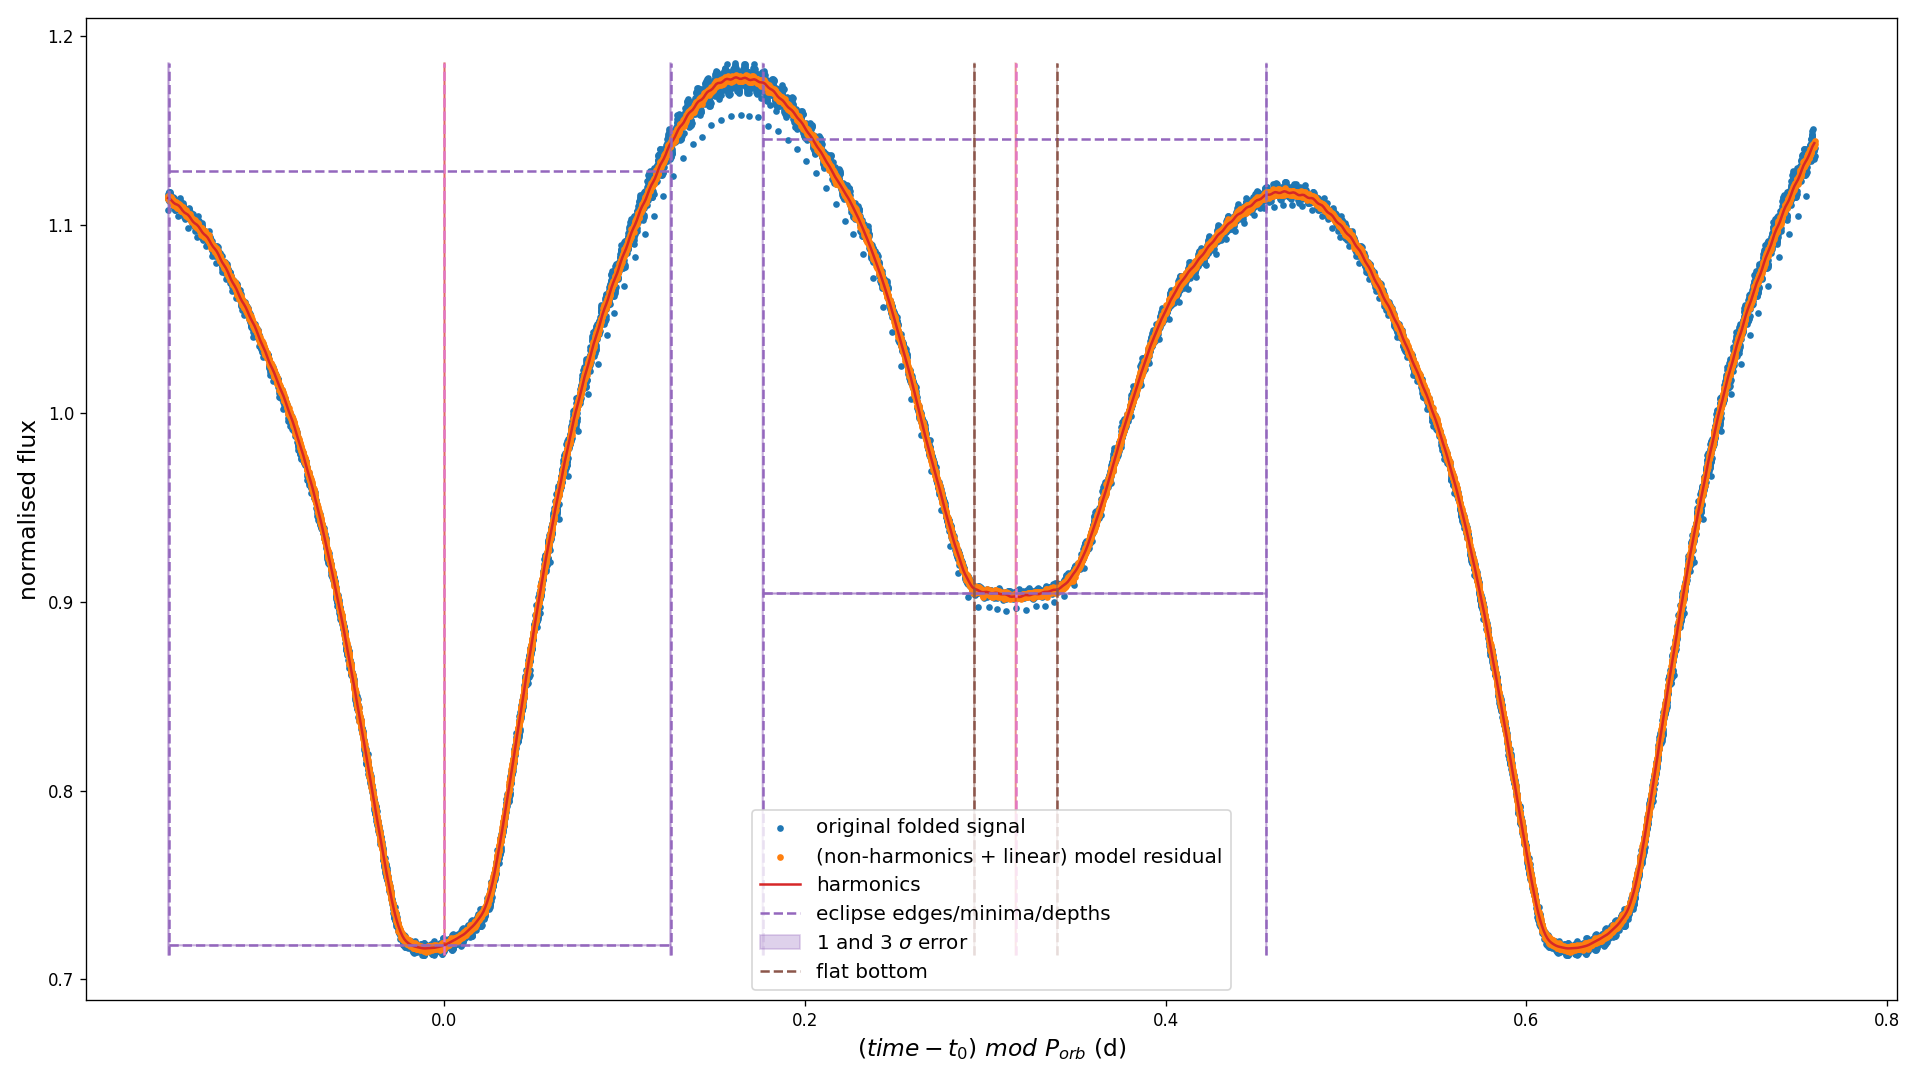 1.2
1.1
1.0
0.9
0.8
0.7
normalised flux
original folded signal
(non-harmonics + linear) model residual
harmonics
eclipse edges/minima/depths
1 and 3 σ error
flat bottom
0.0 0.2 0.4 0.6 0.8
(time − t₀) mod P_orb (d)